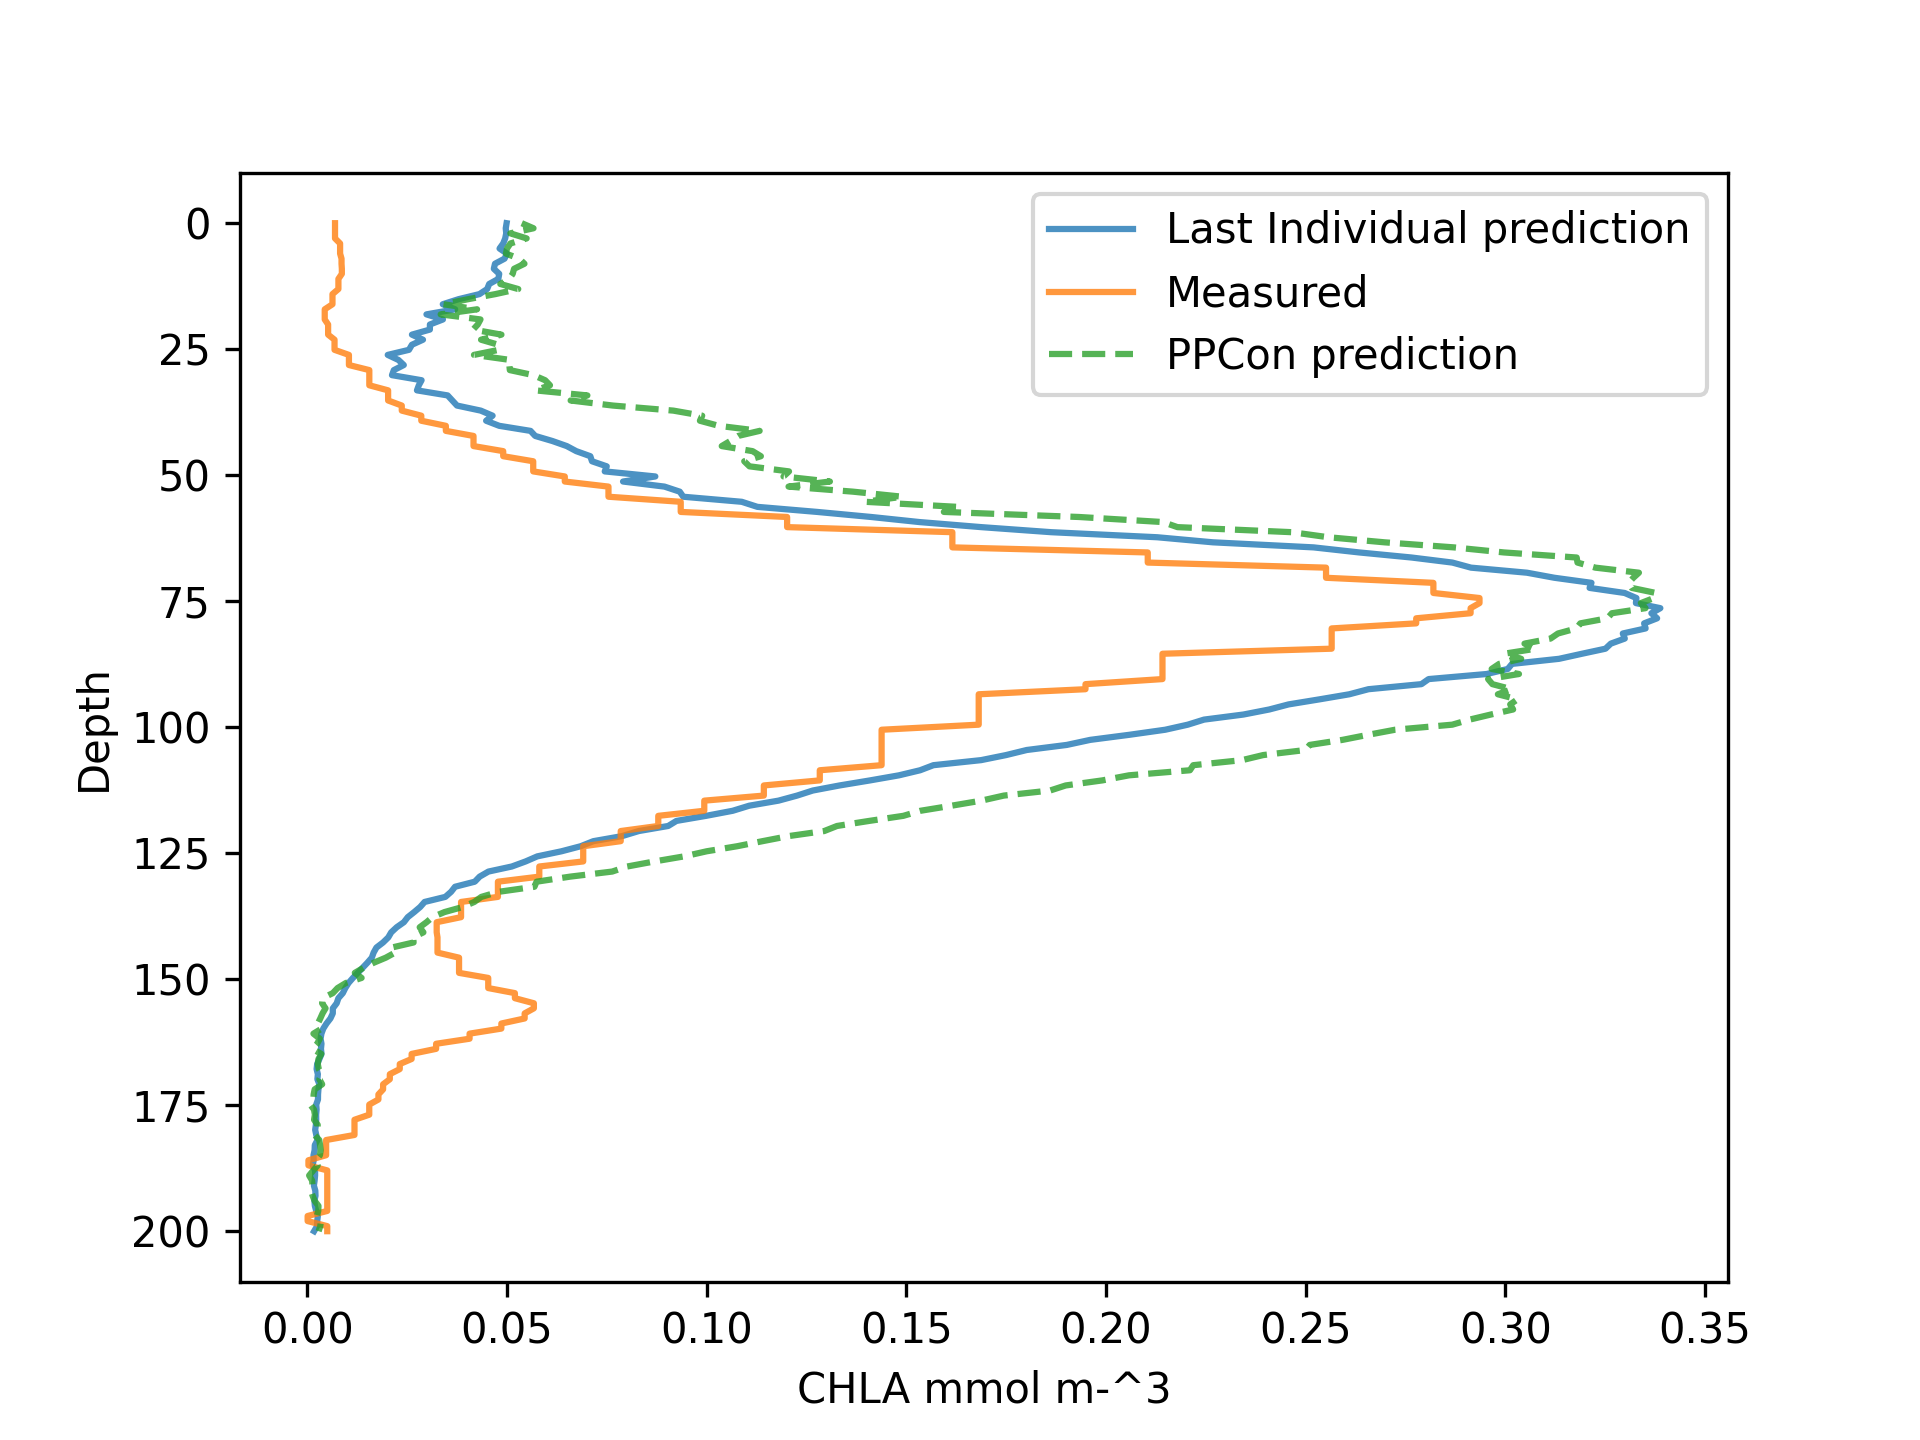 Last Individual prediction
Measured
PPCon prediction
0
25
50
75
100
125
150
175
200
Depth
0.00 0.05 0.10 0.15 0.20 0.25 0.30 0.35
CHLA mmol m-^3